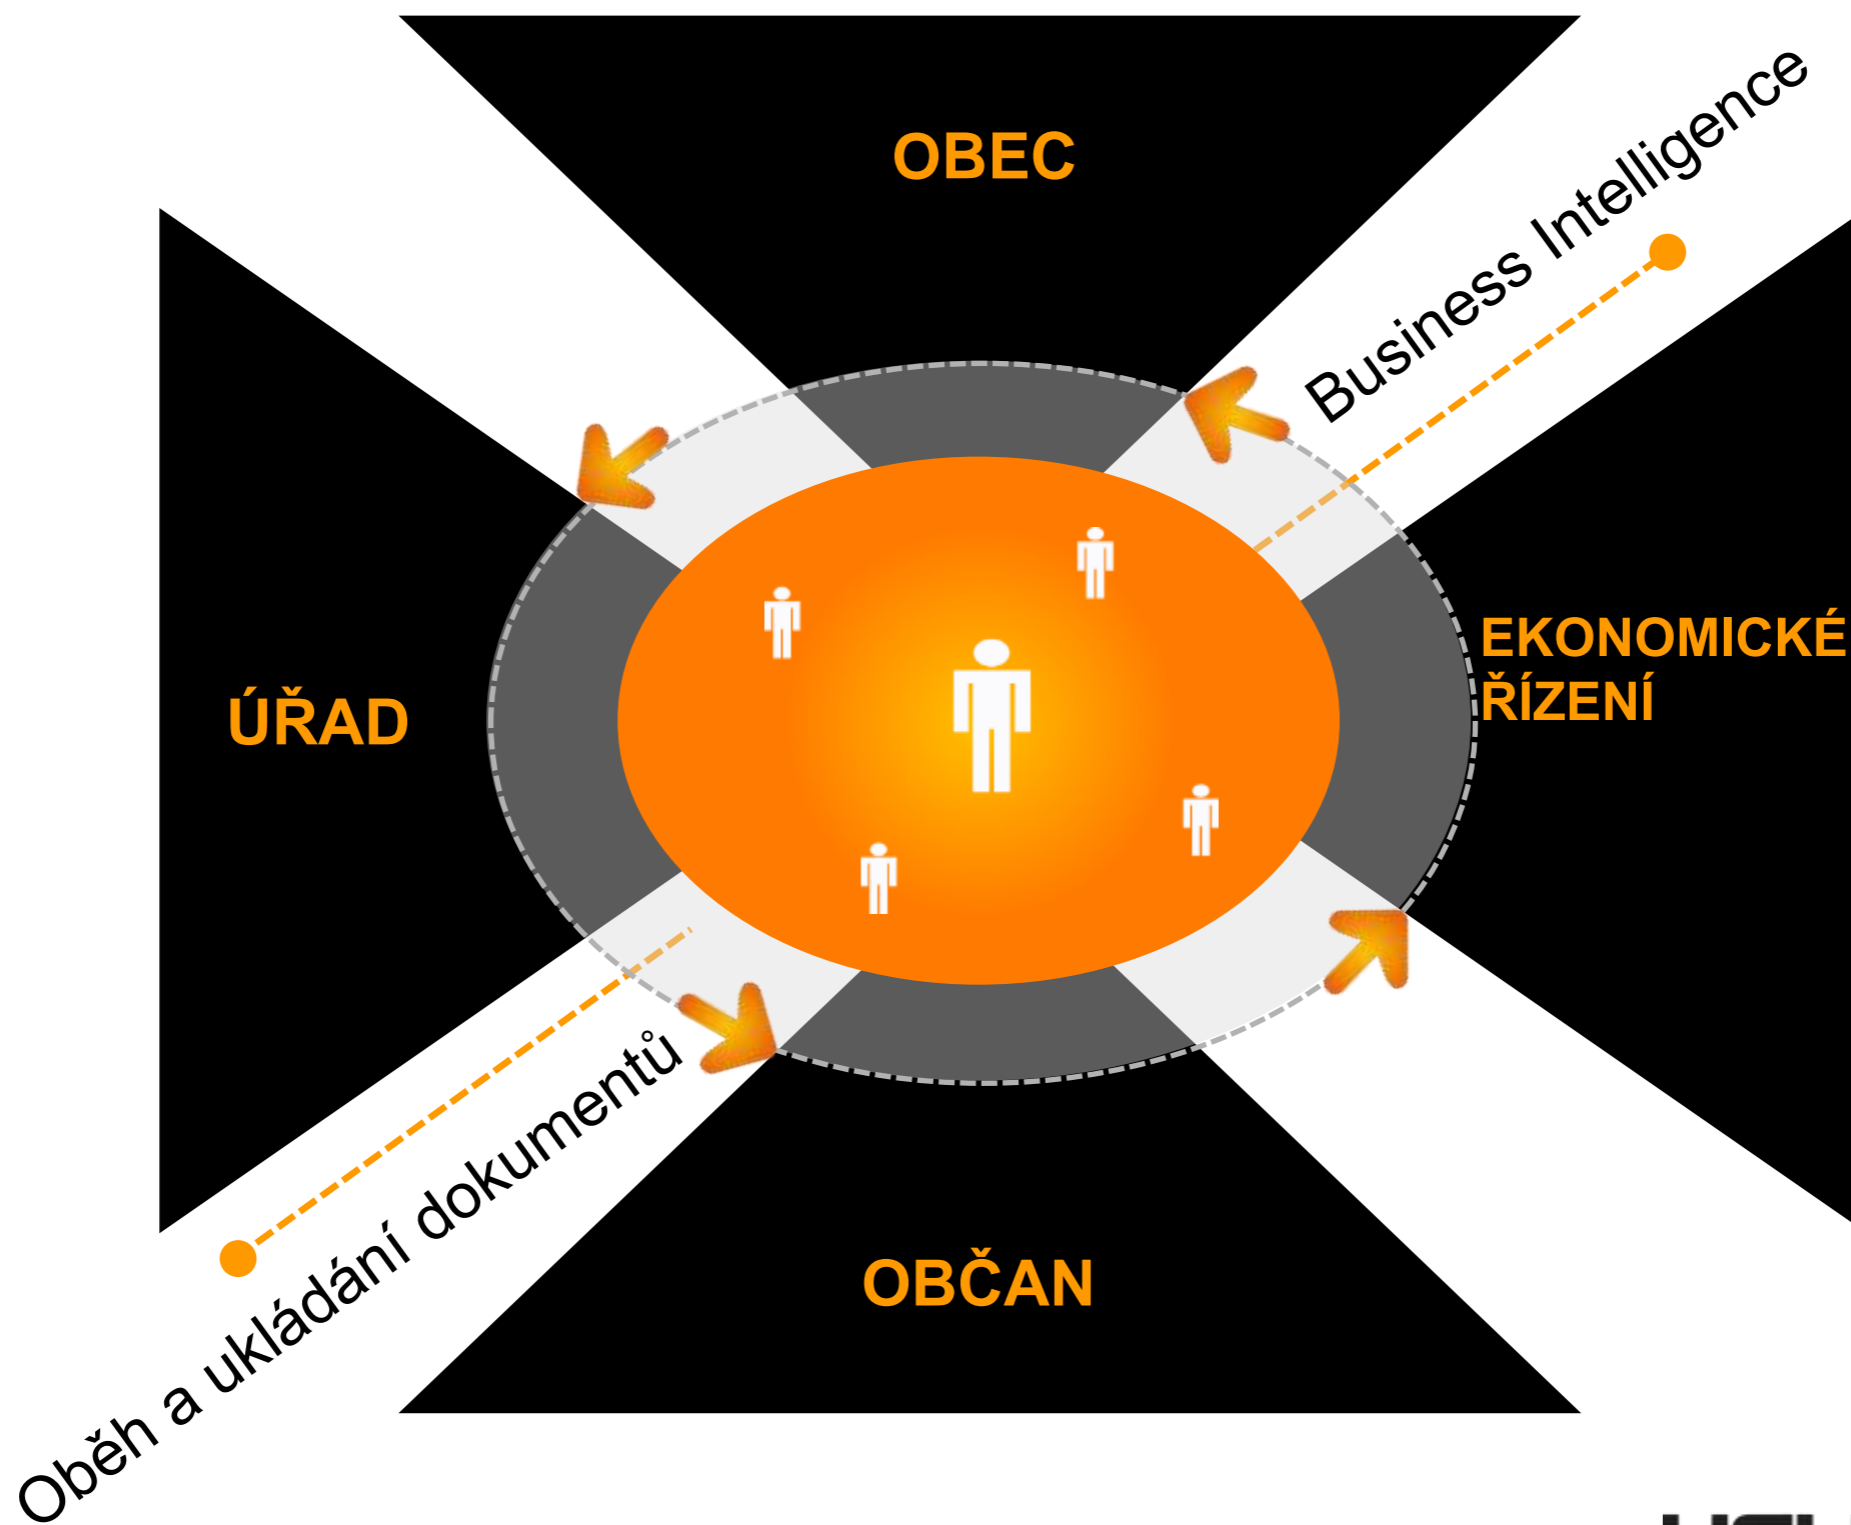 OBEC
Business Intelligence
EKONOMICKÉ
ŘÍZENÍ
ÚŘAD
OBČAN
Oběh a ukládání dokumentů